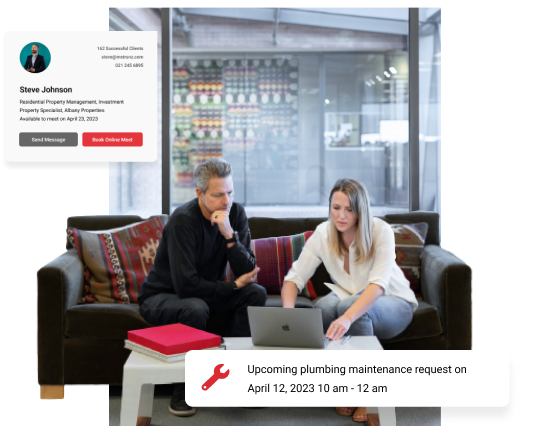 162 Successful Clients
steve@instrunz.com
021 245 6895
Steve Johnson
Residential Property Management, Investment
Property Specialist, Albany Properties
Available to meet on April 23, 2023
Send Message
Book Online Meet
Upcoming plumbing maintenance request on
April 12, 2023 10 am - 12 am